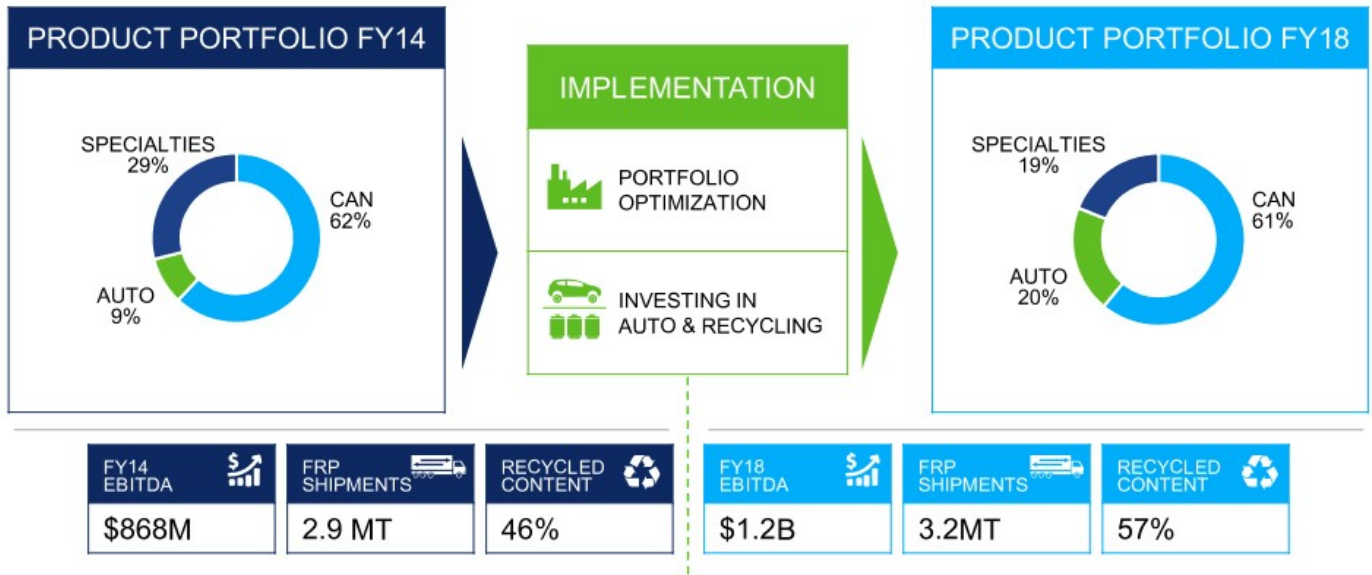 PRODUCT PORTFOLIO FY14
SPECIALTIES
29%
CAN
62%
AUTO
9%
IMPLEMENTATION
PORTFOLIO
OPTIMIZATION
INVESTING IN
AUTO & RECYCLING
PRODUCT PORTFOLIO FY18
SPECIALTIES
19%
CAN
61%
AUTO
20%
FY14
EBITDA
$
$868M
FRP
SHIPMENTS
2.9 MT
RECYCLED
CONTENT
46%
FY18
EBITDA
$
$1.2B
FRP
SHIPMENTS
3.2MT
RECYCLED
CONTENT
57%